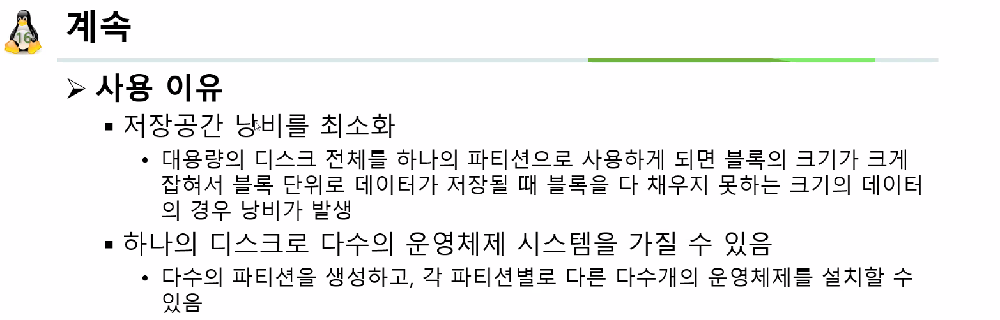 16
계속
사용 이유
저장공간 낭비를 최소화
대용량의 디스크 전체를 하나의 파티션으로 사용하게 되면 블록의 크기가 크게
잡혀서 블록 단위로 데이터가 저장될 때 블록을 다 채우지 못하는 크기의 데이터
의 경우 낭비가 발생
하나의 디스크로 다수의 운영체제 시스템을 가질 수 있음
다수의 파티션을 생성하고, 각 파티션별로 다른 다수개의 운영체제를 설치할 수
있음